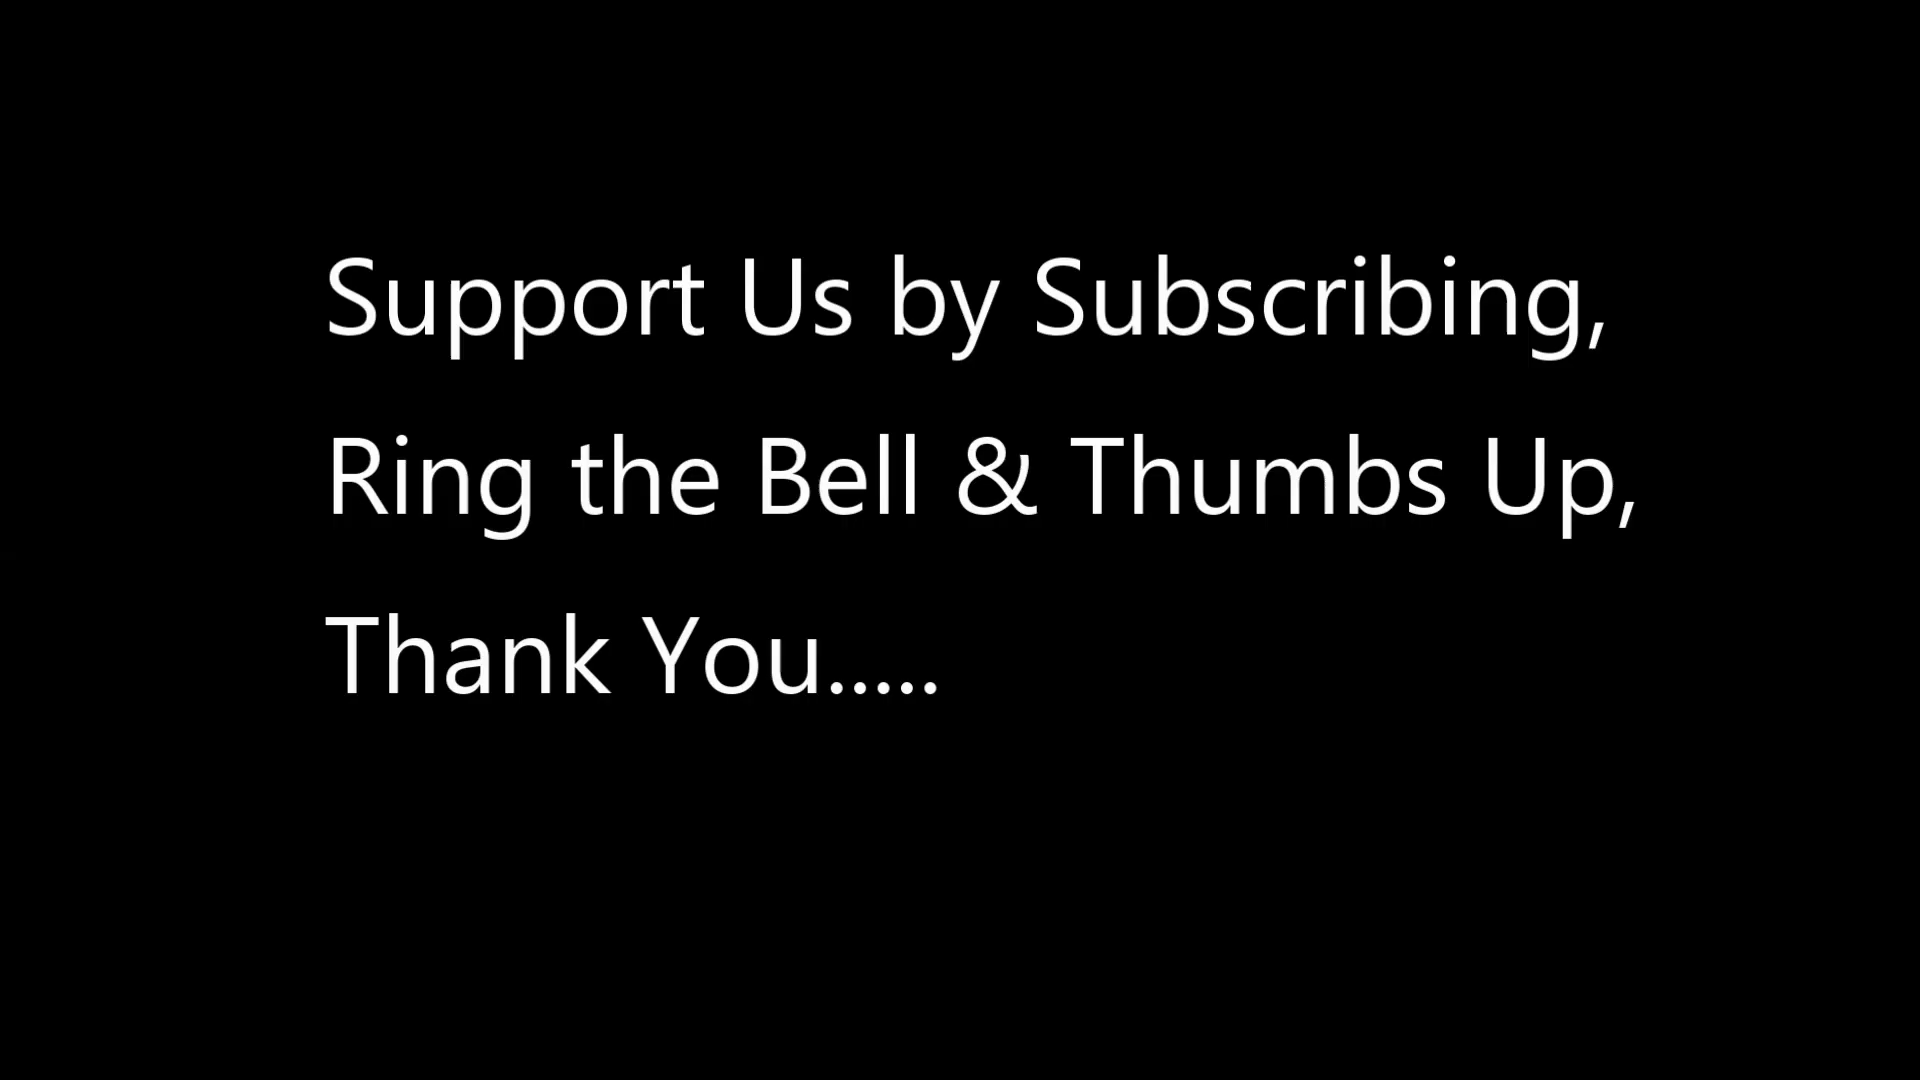 Support Us by Subscribing,
Ring the Bell & Thumbs Up,
Thank You.....